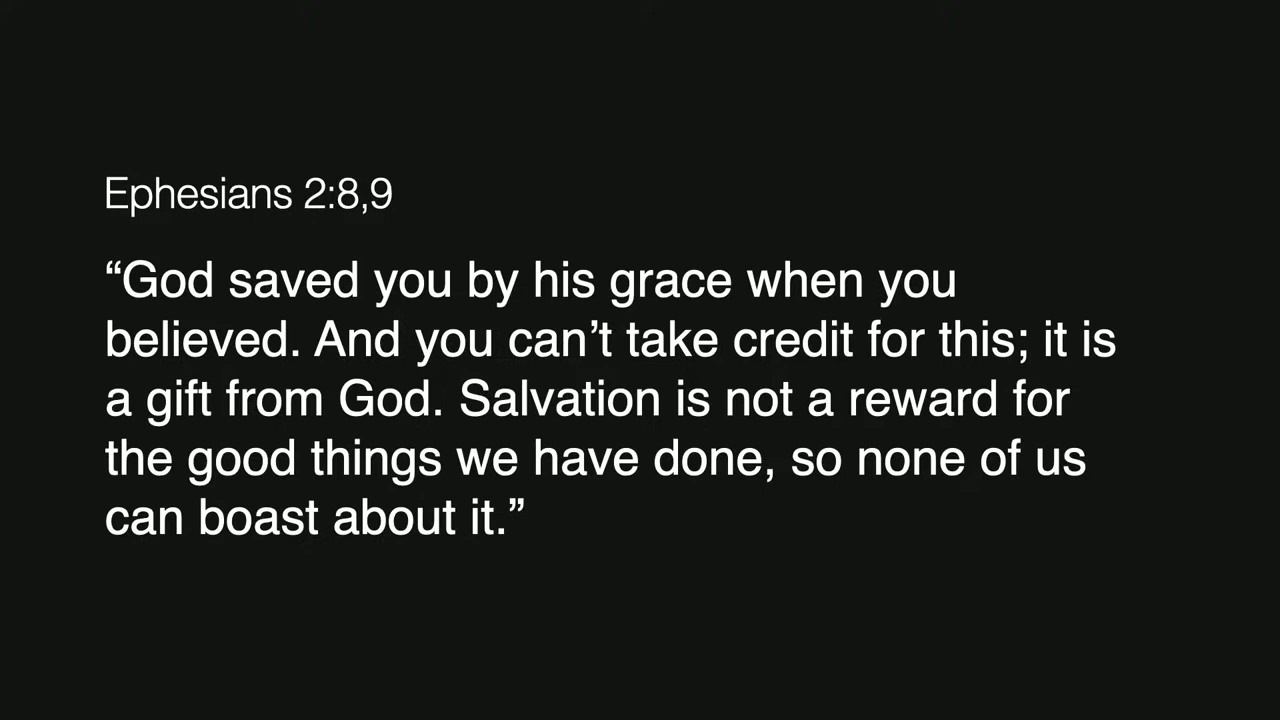 Ephesians 2:8,9
“God saved you by his grace when you
believed. And you can’t take credit for this; it is
a gift from God. Salvation is not a reward for
the good things we have done, so none of us
can boast about it.”